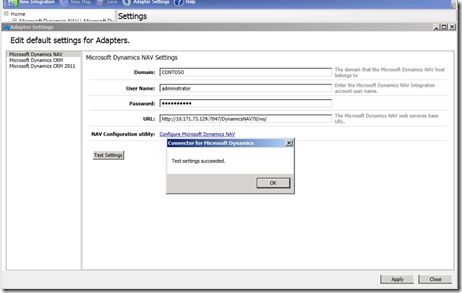 New Integration New Map Save Adapter Settings Help
Home
Settings
Microsoft Dynamics NAV
Adapter Settings
Edit default settings for Adapters.
Microsoft Dynamics NAV
Microsoft Dynamics CRM
Microsoft Dynamics CRM 2011
Microsoft Dynamics NAV Settings
Domain: CONTOSO The domain that the Microsoft Dynamics NAV host
belongs to
User Name: administrator Enter the Microsoft Dynamics NAV Integration
account user name.
Password: ••••••••••
URL: http://10.171.73.129:7047/DynamicsNAV70/ws/ The Microsoft Dynamics NAV web services base
URL.
NAV Configuration utility: Configure Microsoft Dynamics NAV
Test Settings
Connector for Microsoft Dynamics
Test settings succeeded.
OK
Apply Close